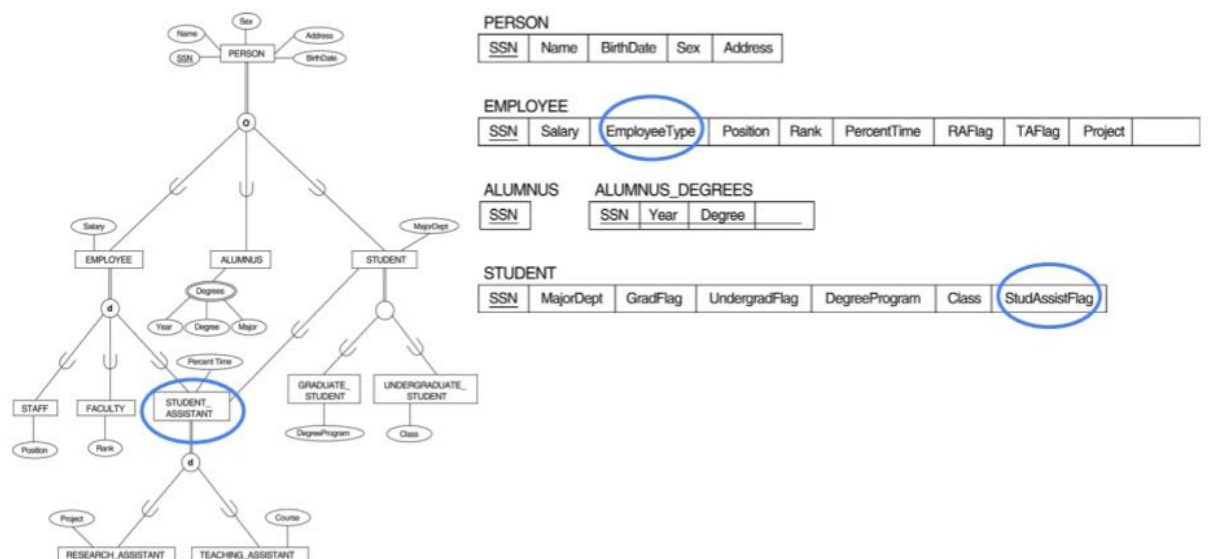 Sex
Name
Address
SSN
PERSON
BirthDate
O
Salary
MajorDept
EMPLOYEE
ALUMNUS
STUDENT
d
Degrees
Year
Degree
Major
Percent Time
STAFF
FACULTY
STUDENT_
ASSISTANT
GRADUATE_
STUDENT
UNDERGRADUATE_
STUDENT
Position
Rank
DegreeProgram
Class
d
Project
Course
RESEARCH_ASSISTANT
TEACHING_ASSISTANT
PERSON
SSN Name BirthDate Sex Address
EMPLOYEE
SSN Salary EmployeeType Position Rank PercentTime RAFlag TAFlag Project
ALUMNUS
SSN
ALUMNUS_DEGREES
SSN Year Degree
STUDENT
SSN MajorDept GradFlag UndergradFlag DegreeProgram Class StudAssistFlag